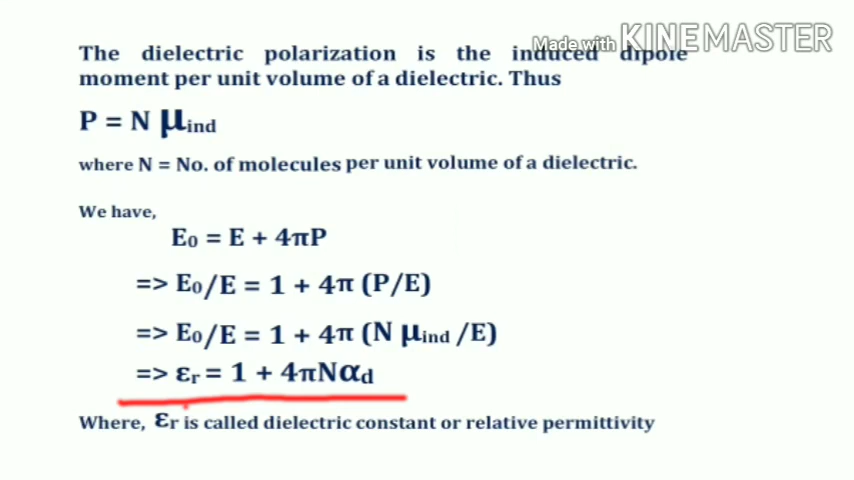 Made with KINEMASTER
The dielectric polarization is the induced dipole
moment per unit volume of a dielectric. Thus
P = N μind
where N = No. of molecules per unit volume of a dielectric.
We have,
E₀ = E + 4πP
=> E₀/E = 1 + 4π (P/E)
=> E₀/E = 1 + 4π (N μind /E)
=> εr = 1 + 4πNαd
Where, εr is called dielectric constant or relative permittivity